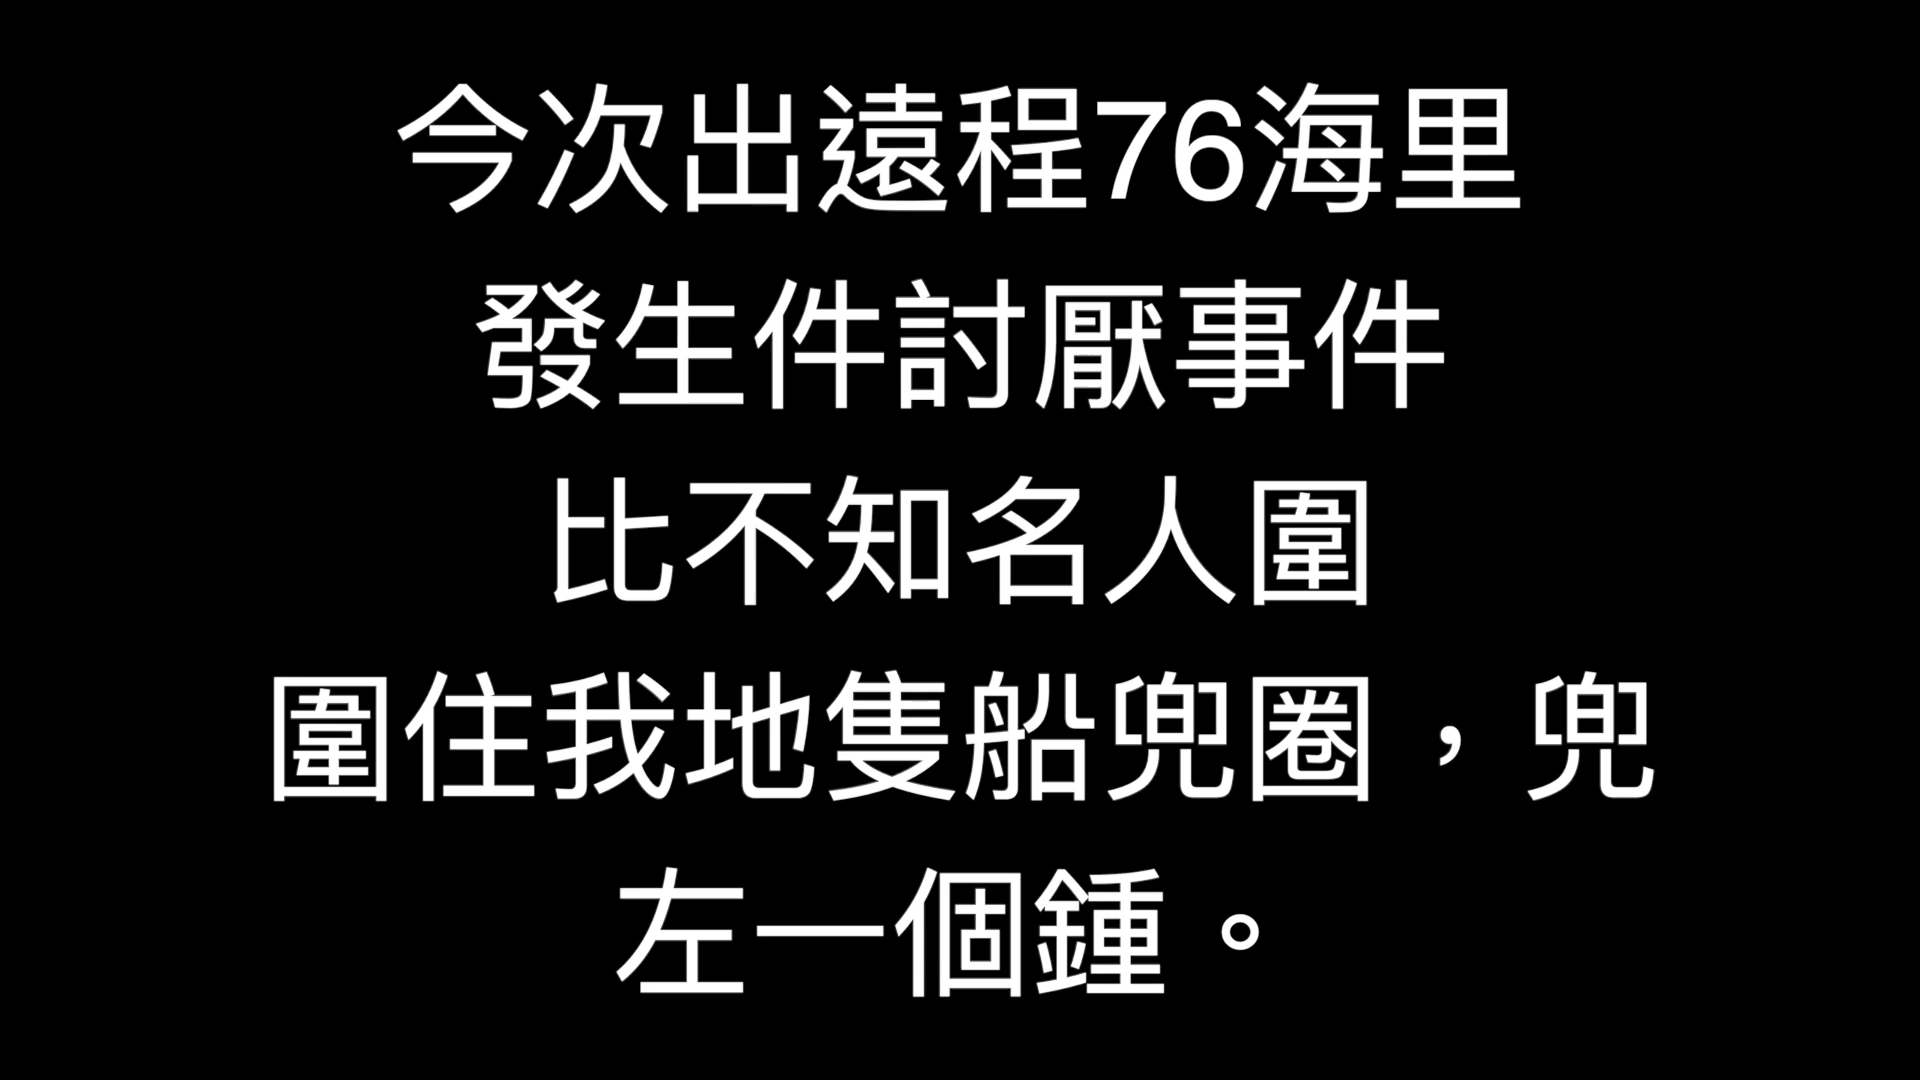 今次出遠程76海里
發生件討厭事件
比不知名人圍
圍住我地隻船兜圈，兜
左一個鍾。